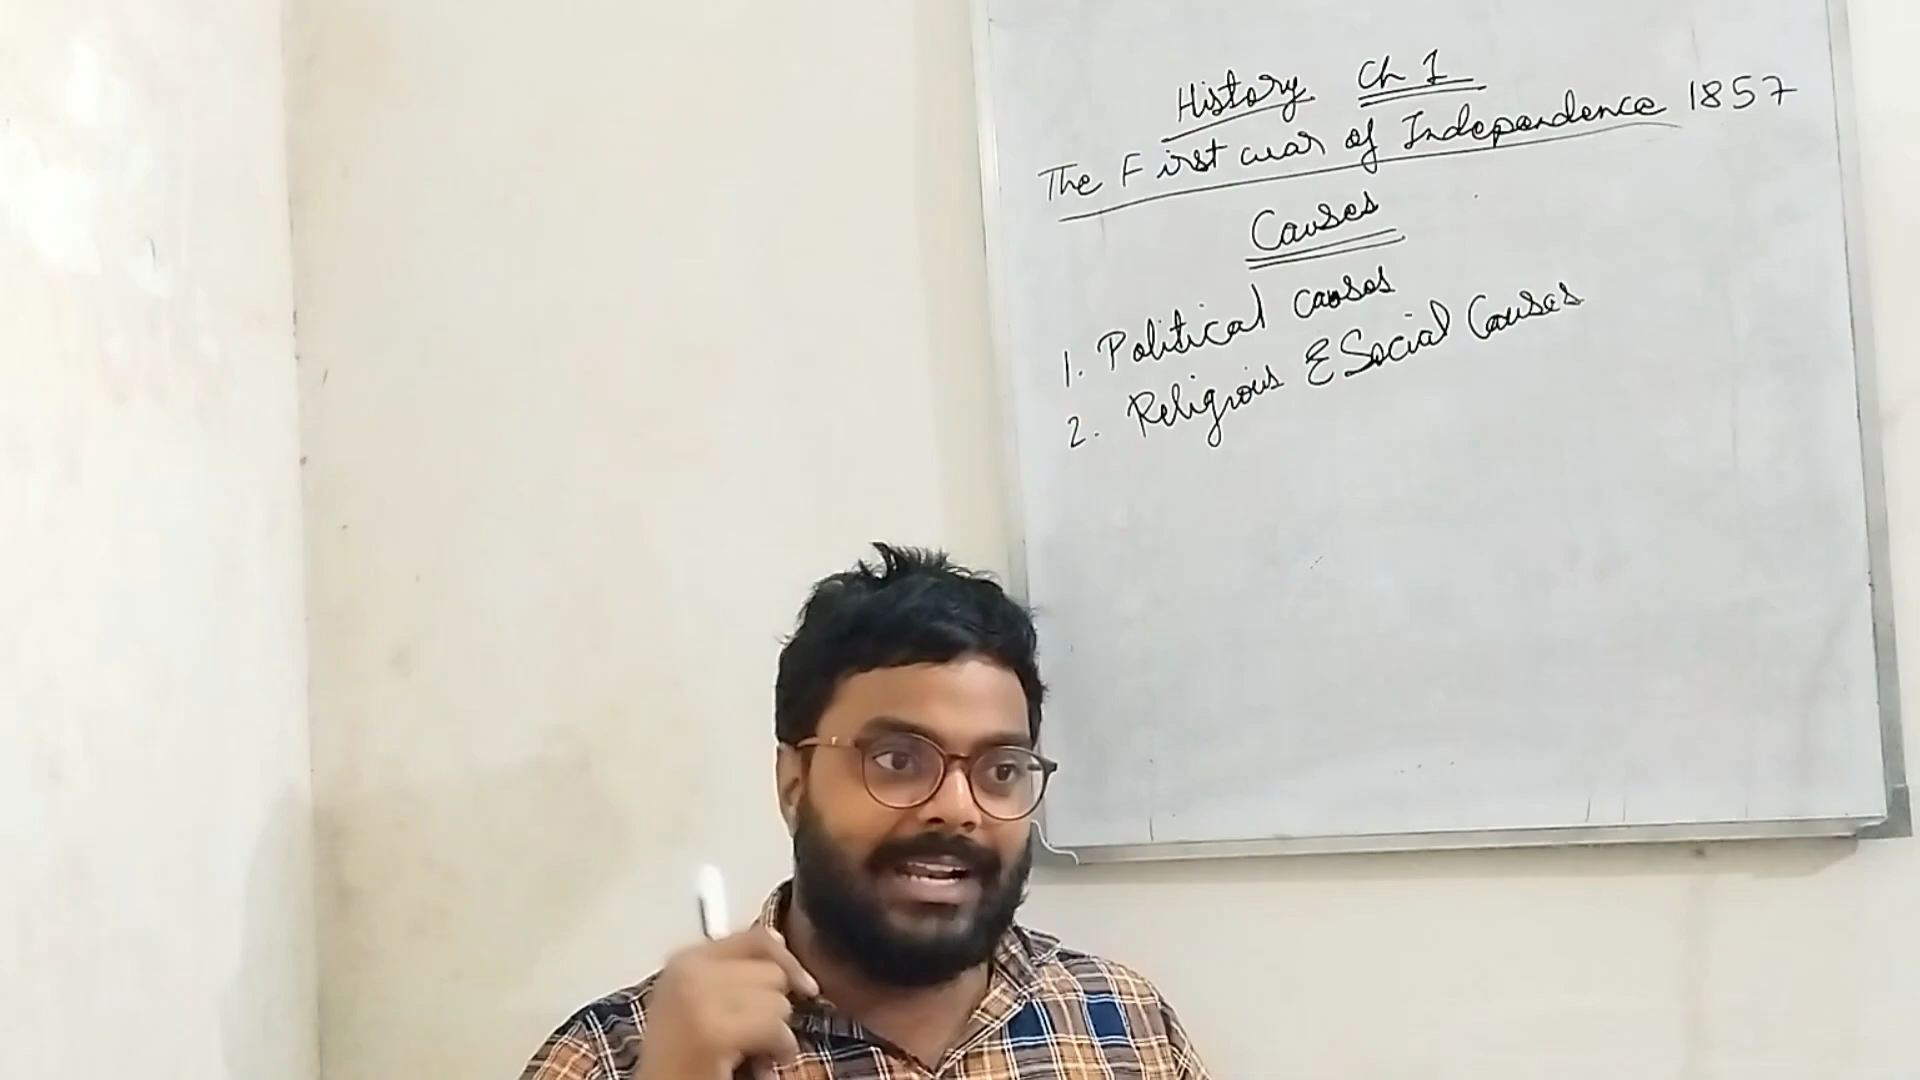 History Ch 1
The First war of Independence 1857
Causes
1. Political causes
2. Religious & Social Causes